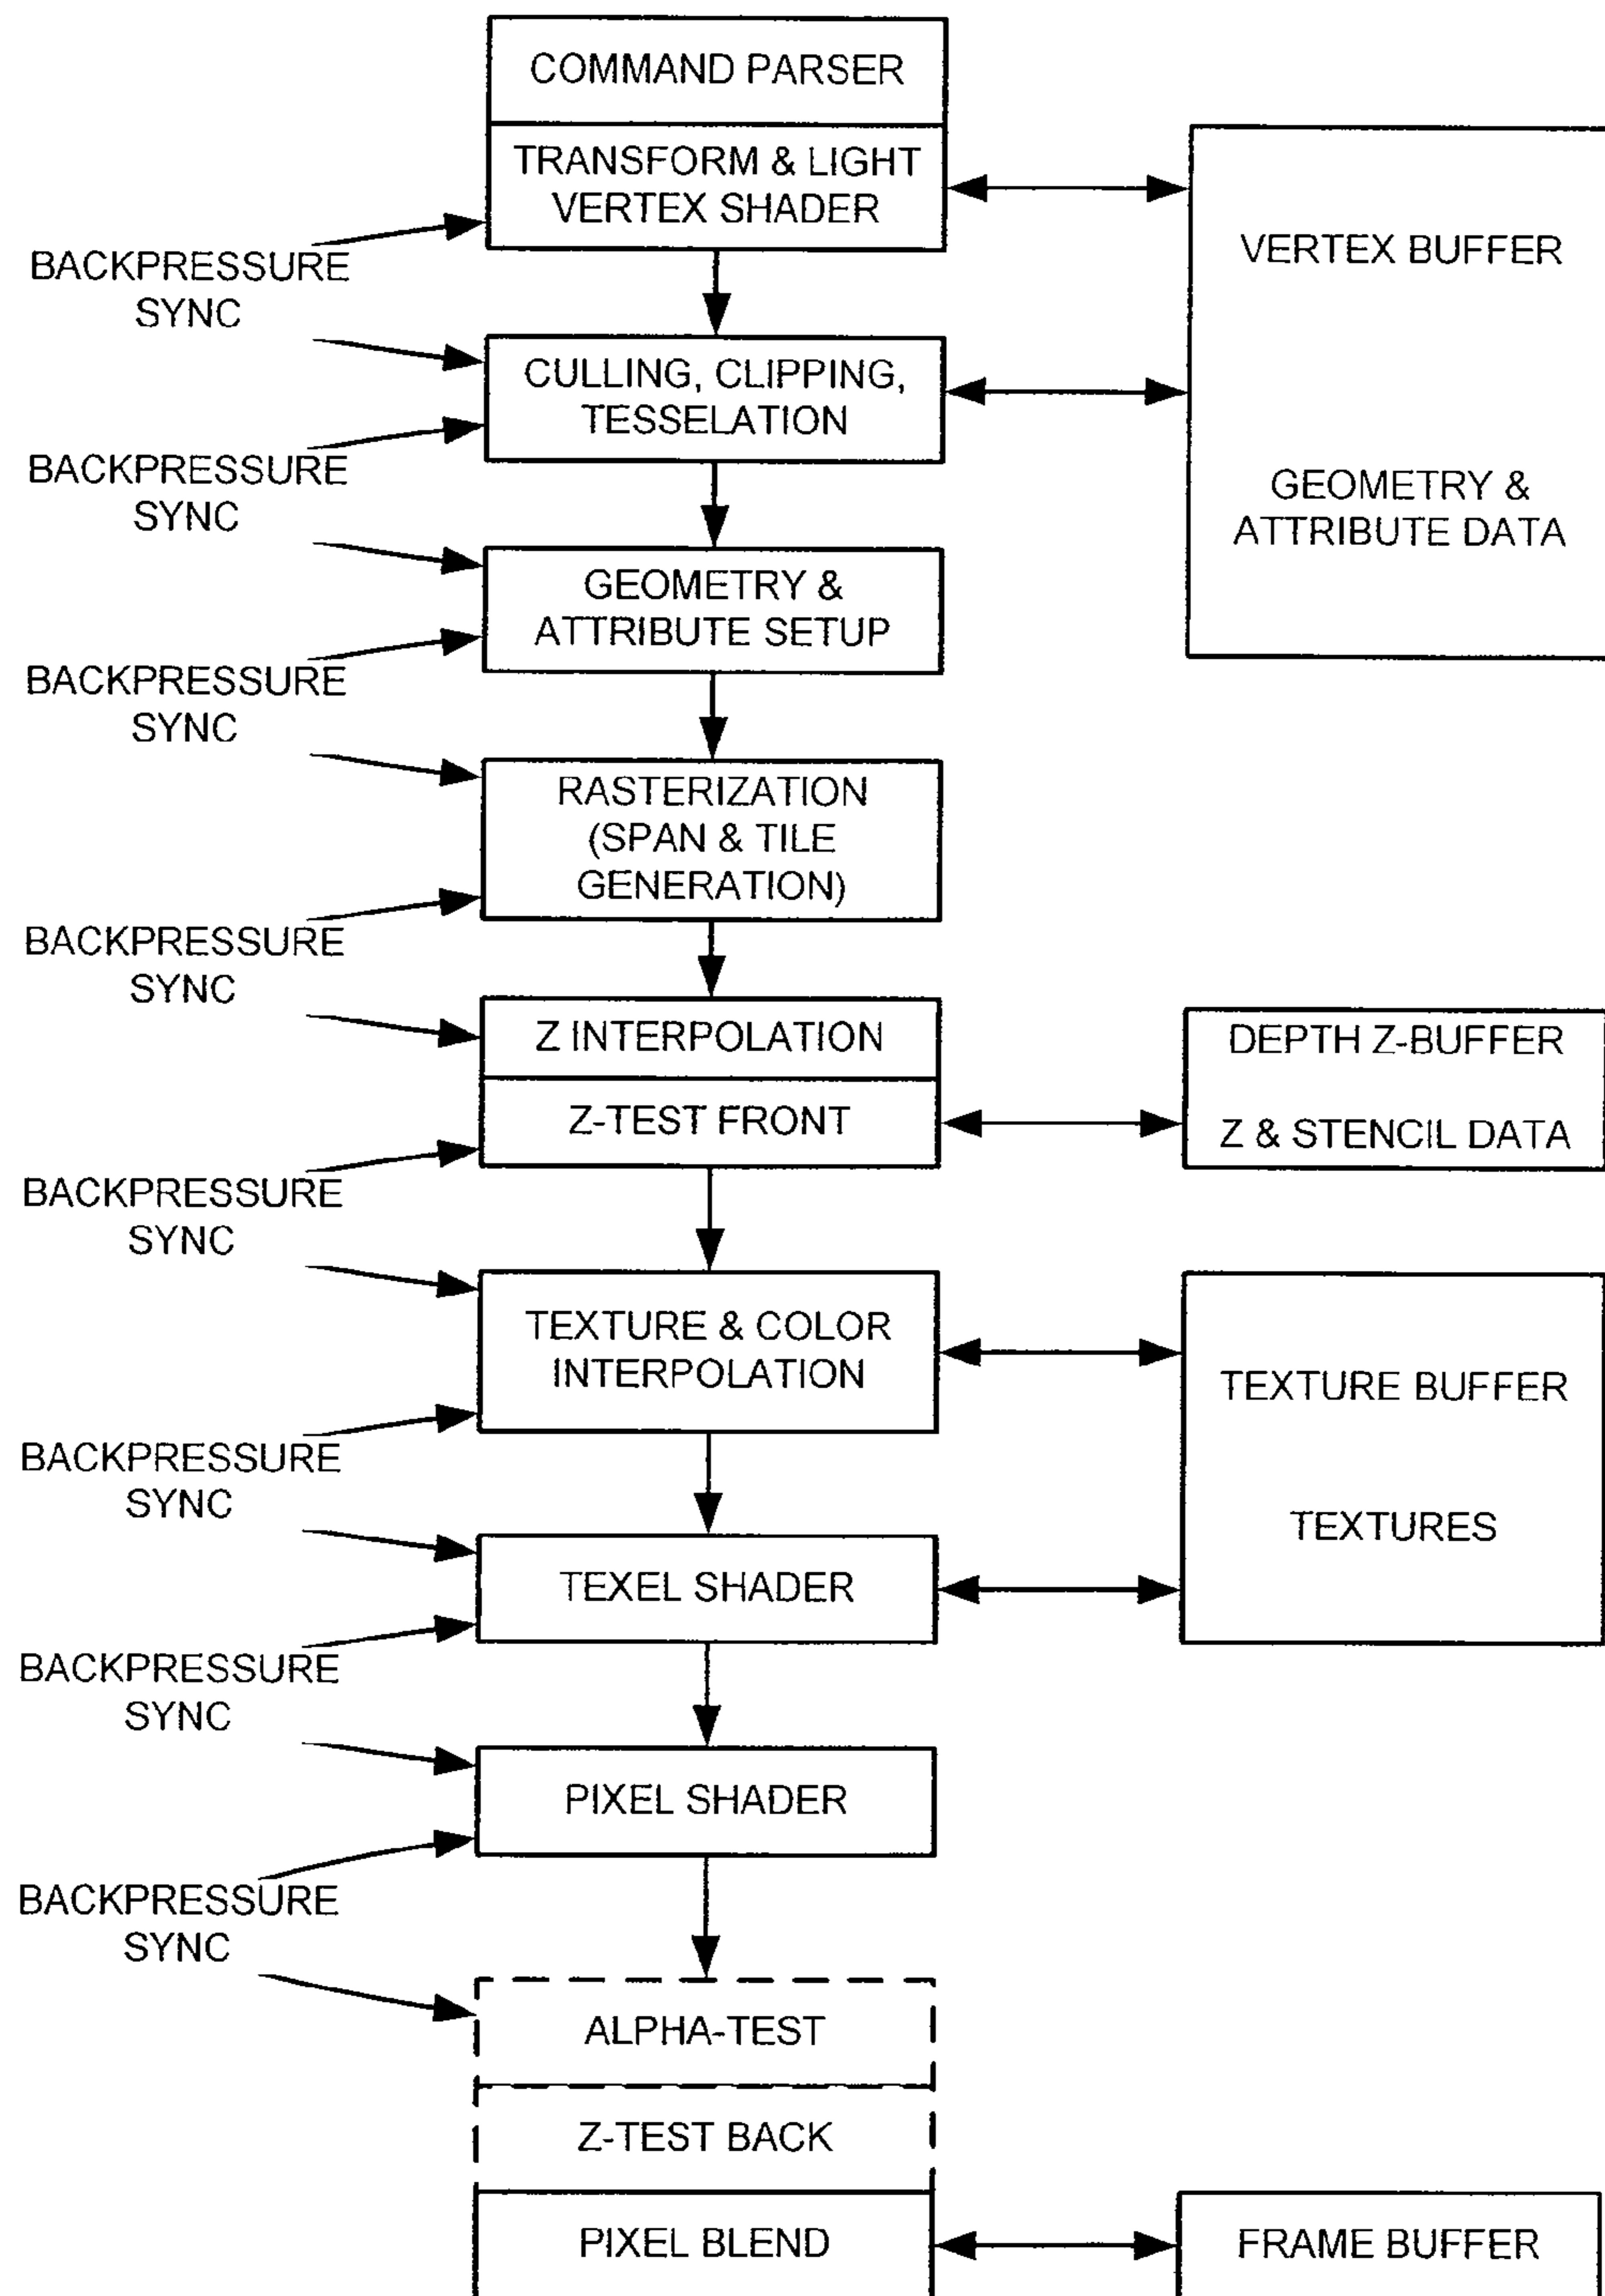 COMMAND PARSER
TRANSFORM & LIGHT
VERTEX SHADER
BACKPRESSURE
SYNC
VERTEX BUFFER
CULLING, CLIPPING,
TESSELATION
BACKPRESSURE
SYNC
GEOMETRY &
ATTRIBUTE DATA
GEOMETRY &
ATTRIBUTE SETUP
BACKPRESSURE
SYNC
RASTERIZATION
(SPAN & TILE
GENERATION)
BACKPRESSURE
SYNC
Z INTERPOLATION
DEPTH Z-BUFFER
Z-TEST FRONT
Z & STENCIL DATA
BACKPRESSURE
SYNC
TEXTURE & COLOR
INTERPOLATION
TEXTURE BUFFER
BACKPRESSURE
SYNC
TEXTURES
TEXEL SHADER
BACKPRESSURE
SYNC
PIXEL SHADER
BACKPRESSURE
SYNC
ALPHA-TEST
Z-TEST BACK
PIXEL BLEND
FRAME BUFFER